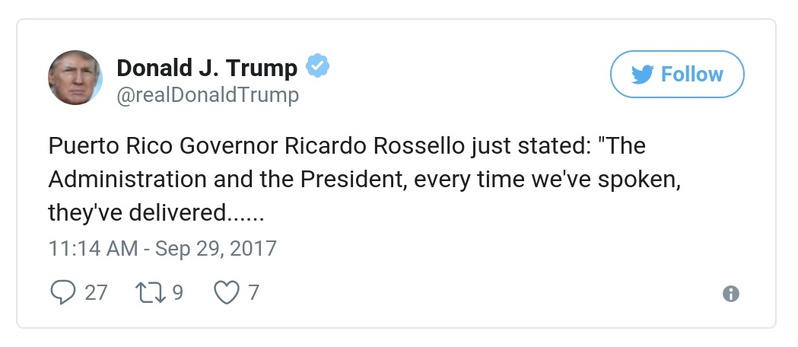 Donald J. Trump
Follow
@realDonaldTrump
Puerto Rico Governor Ricardo Rossello just stated: "The
Administration and the President, every time we've spoken,
they've delivered......
11:14 AM - Sep 29, 2017
27 9 7